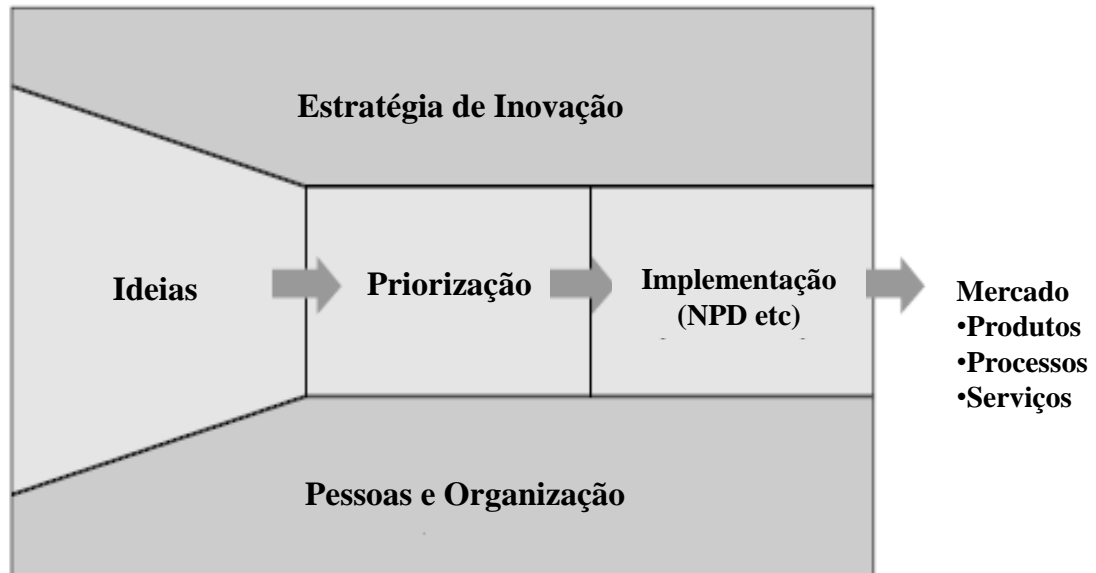 Estratégia de Inovação
Ideias
Priorização
Implementação
(NPD etc)
Mercado
•Produtos
•Processos
•Serviços
Pessoas e Organização